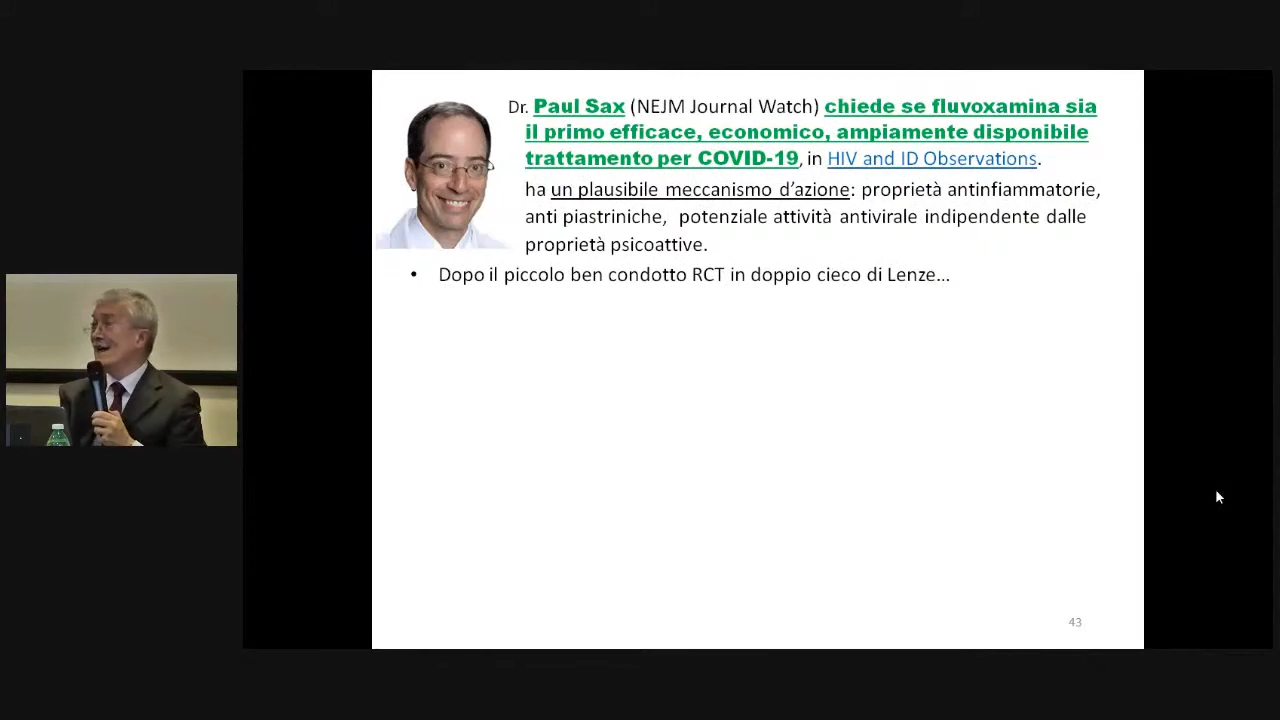 Dr. Paul Sax (NEJM Journal Watch) chiede se fluvoxamina sia
il primo efficace, economico, ampiamente disponibile
trattamento per COVID-19, in HIV and ID Observations.
ha un plausibile meccanismo d’azione: proprietà antinfiammatorie,
anti piastriniche, potenziale attività antivirale indipendente dalle
proprietà psicoattive.
• Dopo il piccolo ben condotto RCT in doppio cieco di Lenze…
43